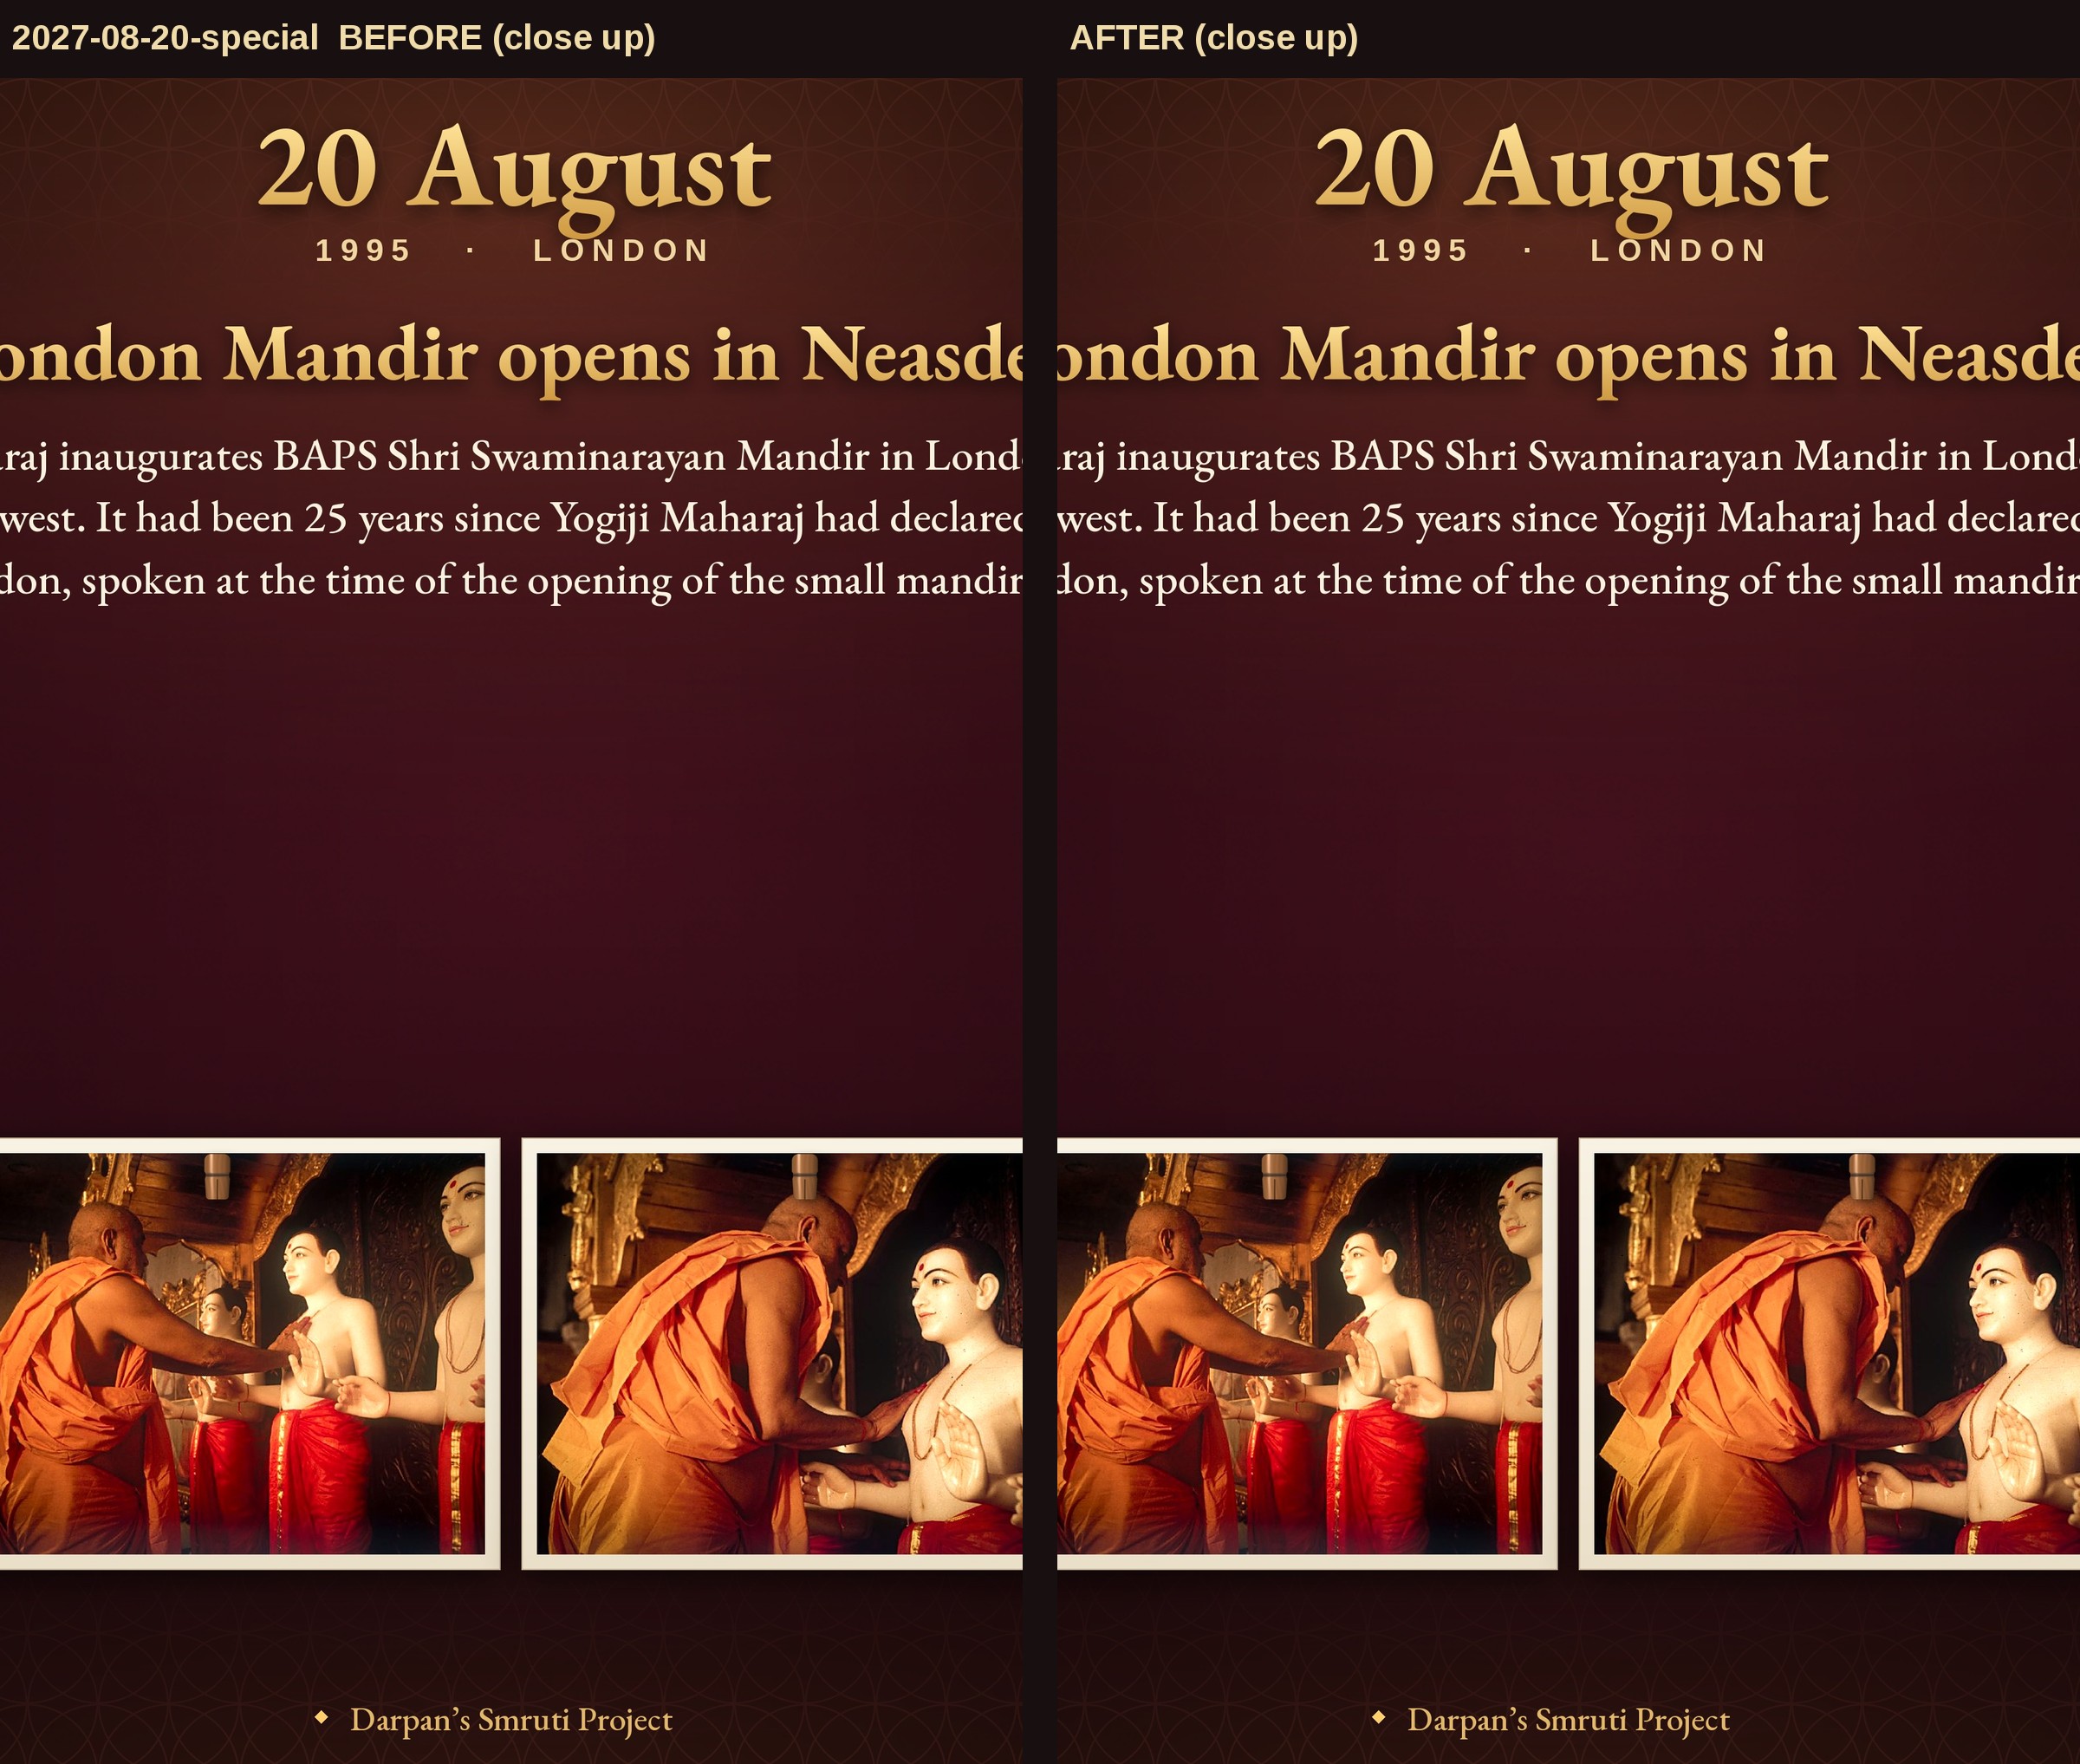 2027-08-20-special BEFORE (close up)
20 August
1995 · LONDON
ondon Mandir opens in Neasde
raj inaugurates BAPS Shri Swaminarayan Mandir in Lond
west. It had been 25 years since Yogiji Maharaj had declared
don, spoken at the time of the opening of the small mandir
Darpan’s Smruti Project
AFTER (close up)
20 August
1995 · LONDON
ondon Mandir opens in Neasde
raj inaugurates BAPS Shri Swaminarayan Mandir in Lond
west. It had been 25 years since Yogiji Maharaj had declared
don, spoken at the time of the opening of the small mandir
Darpan’s Smruti Project